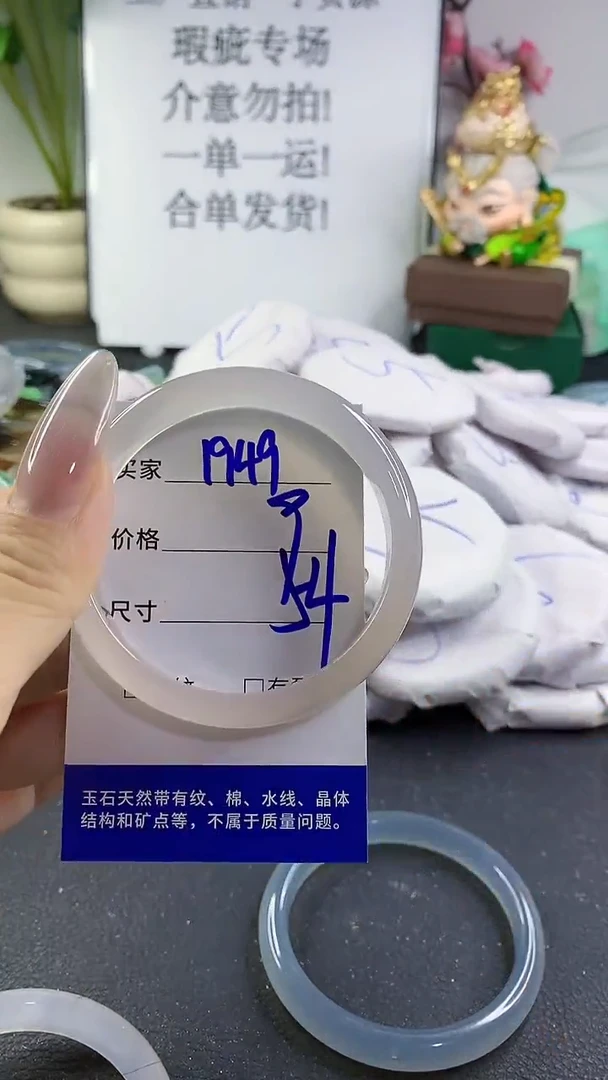 瑕疵专场
介意勿拍!
一单一运!
合单发货!
买家 1949
价格
尺寸 54
玉石天然带有纹、棉、水线、晶体
结构和矿点等，不属于质量问题。